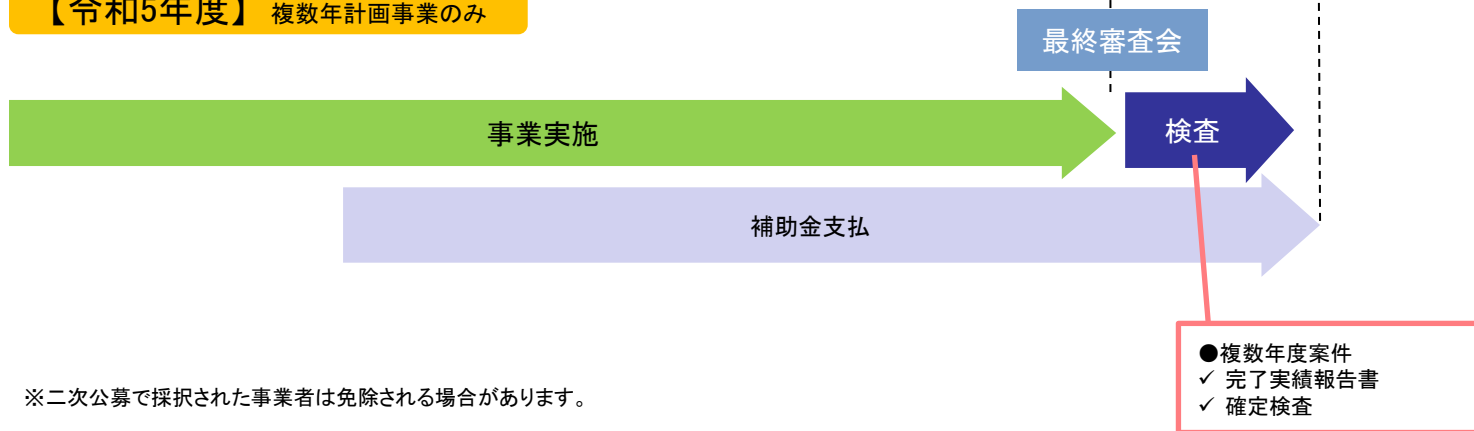 【令和5年度】 複数年計画事業のみ
最終審査会
事業実施
検査
補助金支払
●複数年度案件
✓ 完了実績報告書
✓ 確定検査
※二次公募で採択された事業者は免除される場合があります。